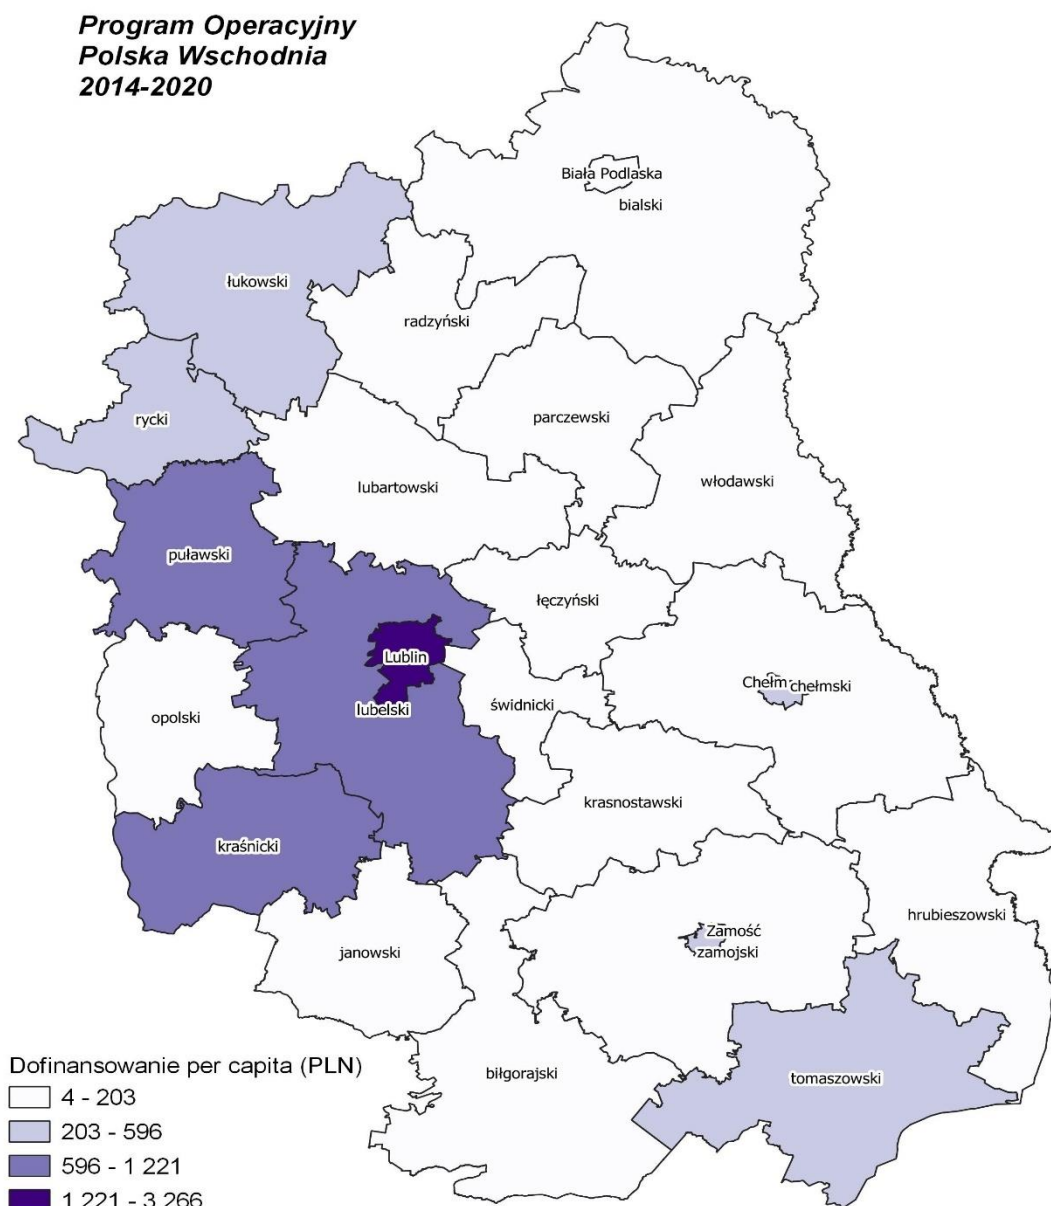 Program Operacyjny
Polska Wschodnia
2014-2020
Biała Podlaska
bialski
łukowski
radzyński
rycki
parczewski
lubartowski
włodawski
puławski
łęczyński
Lublin
Chełm
chełmski
opolski
lubelski
świdnicki
krasnostawski
kraśnicki
hrubieszowski
Zamość
zamojski
janowski
biłgorajski
tomaszowski
Dofinansowanie per capita (PLN)
4 - 203
203 - 596
596 - 1 221
1 221 - 3 266